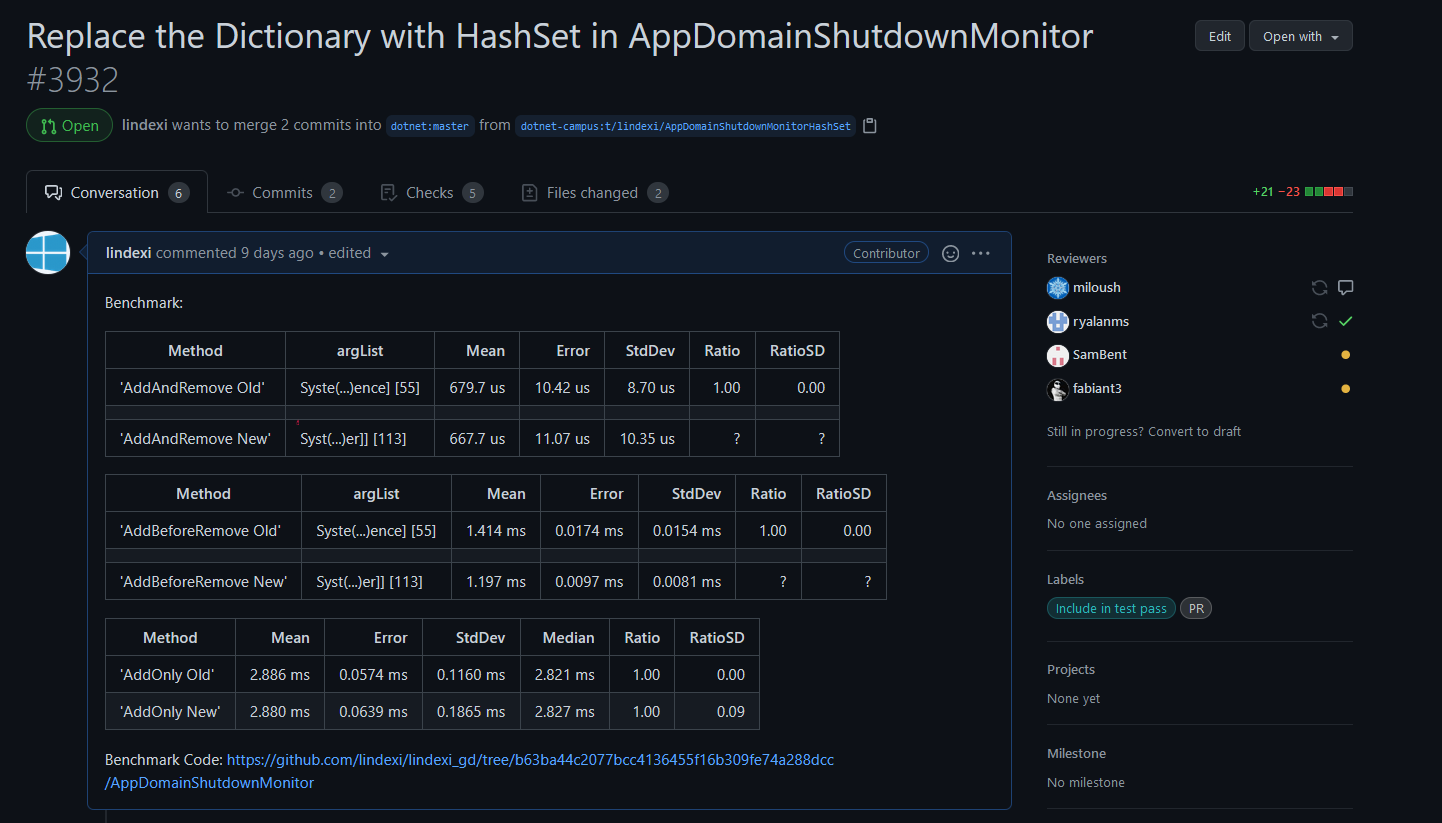 Replace the Dictionary with HashSet in AppDomainShutdownMonitor
#3932
Edit
Open with
Open
lindexi wants to merge 2 commits into dotnet:master from dotnet-campus:t/lindexi/AppDomainShutdownMonitorHashSet
Conversation 6
Commits 2
Checks 5
Files changed 2
+21 −23
lindexi commented 9 days ago • edited
Contributor
Benchmark:
Method argList Mean Error StdDev Ratio RatioSD
'AddAndRemove Old' Syste(...)ence] [55] 679.7 us 10.42 us 8.70 us 1.00 0.00
'AddAndRemove New' Syst(...)er]] [113] 667.7 us 11.07 us 10.35 us ? ?
Method argList Mean Error StdDev Ratio RatioSD
'AddBeforeRemove Old' Syste(...)ence] [55] 1.414 ms 0.0174 ms 0.0154 ms 1.00 0.00
'AddBeforeRemove New' Syst(...)er]] [113] 1.197 ms 0.0097 ms 0.0081 ms ? ?
Method Mean Error StdDev Median Ratio RatioSD
'AddOnly Old' 2.886 ms 0.0574 ms 0.1160 ms 2.821 ms 1.00 0.00
'AddOnly New' 2.880 ms 0.0639 ms 0.1865 ms 2.827 ms 1.00 0.09
Benchmark Code: https://github.com/lindexi/lindexi_gd/tree/b63ba44c2077bcc4136455f16b309fe74a288dcc
/AppDomainShutdownMonitor
Reviewers
miloush
ryalanms
SamBent
fabiant3
Still in progress? Convert to draft
Assignees
No one assigned
Labels
Include in test pass PR
Projects
None yet
Milestone
No milestone